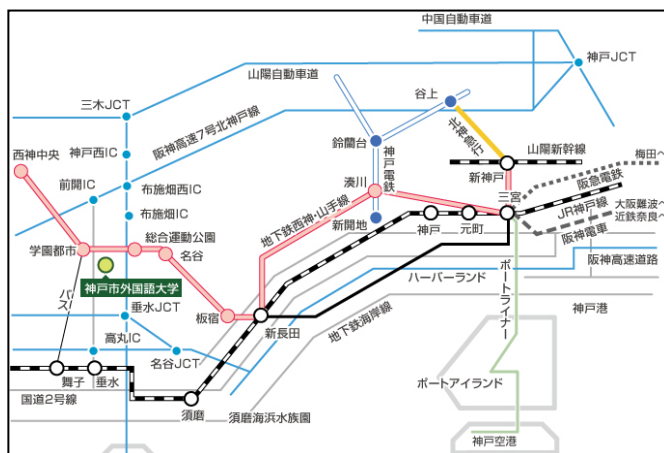 中国自動車道
神戸JCT
山陽自動車道
谷上
三木JCT
阪神高速7号北神戸線
北神急行
鈴蘭台
神戸電鉄
山陽新幹線
梅田へ
神戸西IC
西神中央
新神戸
阪急電鉄
前開IC
布施畑西IC
湊川
三宮
大阪難波へ
近鉄奈良へ
JR神戸線
布施畑IC
地下鉄西神・山手線
新開地
神戸
元町
阪神電車
総合運動公園
学園都市
名谷
阪神高速道路
ハーバーランド
神戸市外国語大学
バス
垂水JCT
ポートライナー
神戸港
板宿
新長田
地下鉄海岸線
高丸IC
名谷JCT
舞子
垂水
ポートアイランド
国道2号線
須磨
須磨海浜水族園
神戸空港